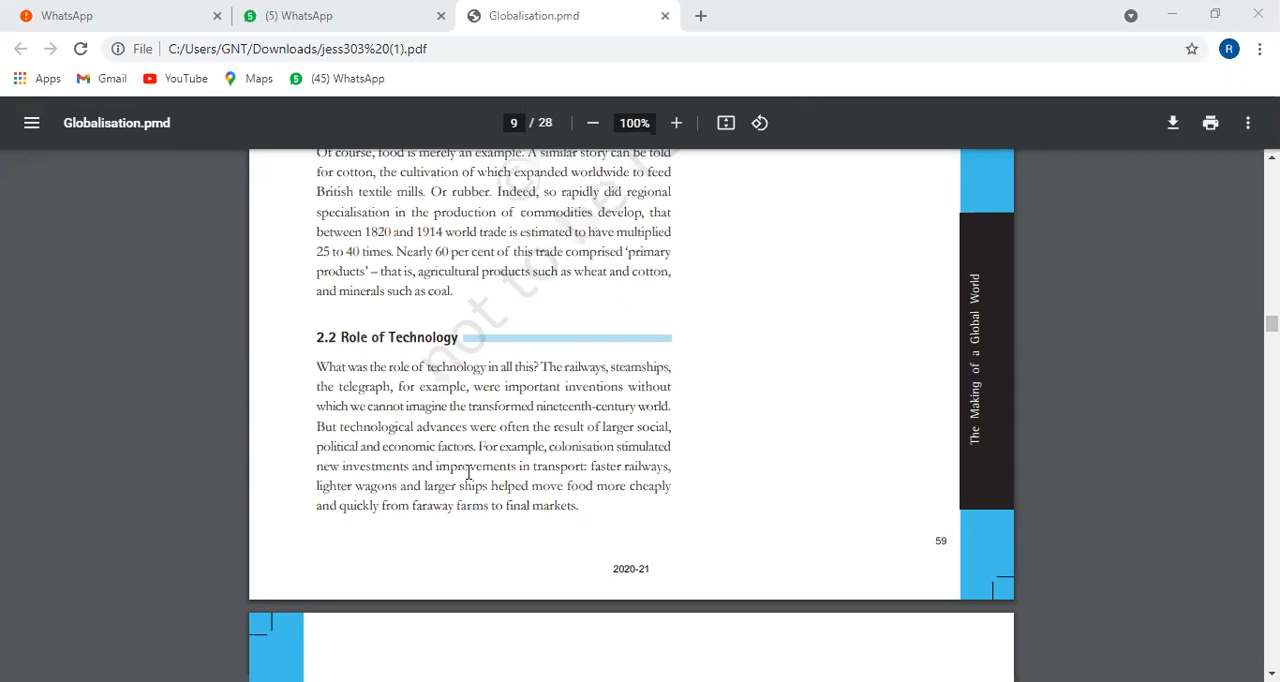 WhatsApp
(5) WhatsApp
Globalisation.pmd
File
C:/Users/GNT/Downloads/jess303%20(1).pdf
R
Apps
Gmail
YouTube
Maps
(45) WhatsApp
Globalisation.pmd
9 / 28
100%
Of course, food is merely an example. A similar story can be told
for cotton, the cultivation of which expanded worldwide to feed
British textile mills. Or rubber. Indeed, so rapidly did regional
specialisation in the production of commodities develop, that
between 1820 and 1914 world trade is estimated to have multiplied
25 to 40 times. Nearly 60 per cent of this trade comprised ‘primary
products’ – that is, agricultural products such as wheat and cotton,
and minerals such as coal.
2.2 Role of Technology
What was the role of technology in all this? The railways, steamships,
the telegraph, for example, were important inventions without
which we cannot imagine the transformed nineteenth-century world.
But technological advances were often the result of larger social,
political and economic factors. For example, colonisation stimulated
new investments and improvements in transport: faster railways,
lighter wagons and larger ships helped move food more cheaply
and quickly from faraway farms to final markets.
The Making of a Global World
59
2020-21
©
not to be